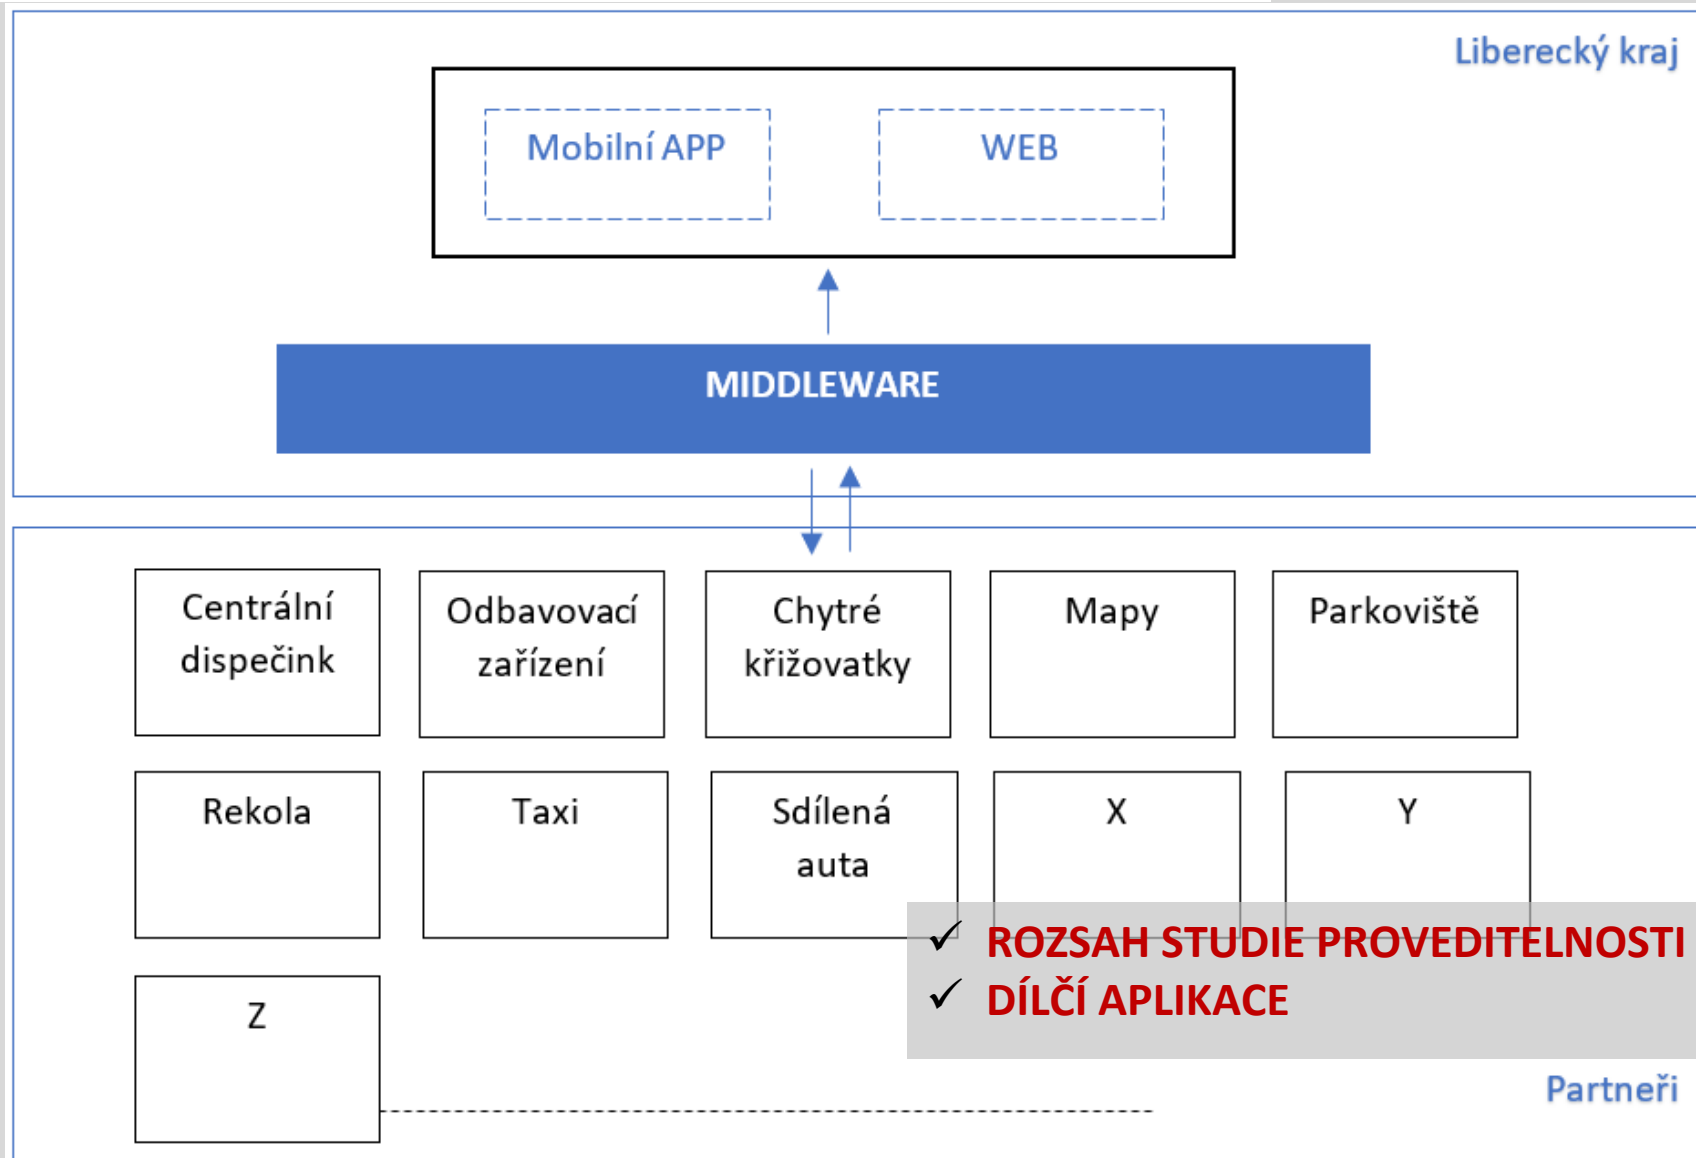 Liberecký kraj
Mobilní APP
WEB
MIDDLEWARE
Centrální
dispečink
Odbavovací
zařízení
Chytré
křižovatky
Mapy
Parkoviště
Rekola
Taxi
Sdílená
auta
X
Y
✓ ROZSAH STUDIE PROVEDITELNOSTI
✓ DÍLČÍ APLIKACE
Z
Partneři